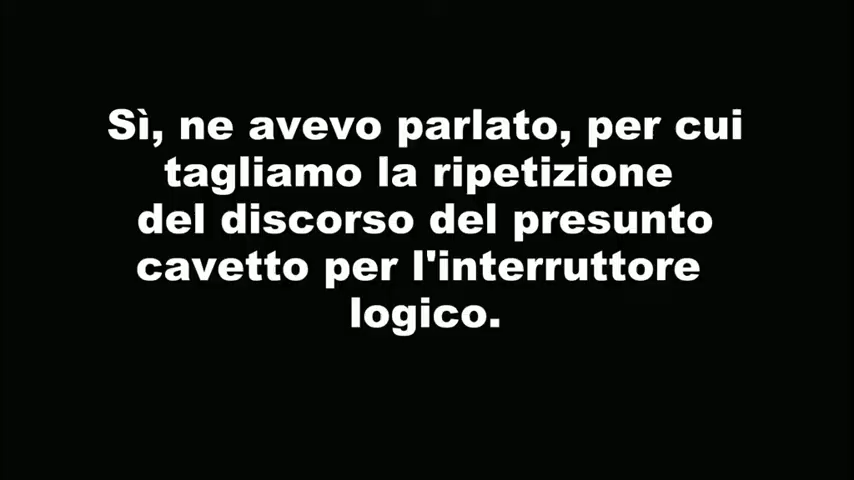 Sì, ne avevo parlato, per cui
tagliamo la ripetizione
del discorso del presunto
cavetto per l'interruttore
logico.